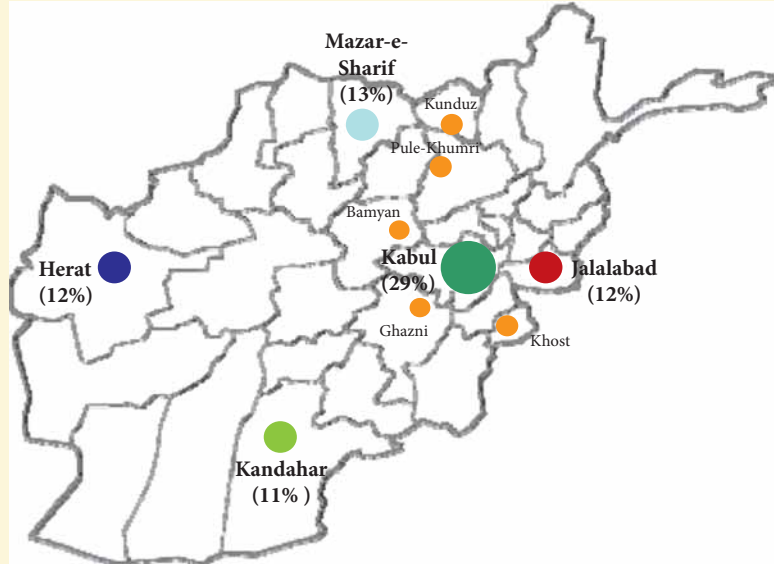 Mazar-e-
Sharif
(13%)
Kunduz
Pule-Khumri
Bamyan
Herat
(12%)
Kabul
(29%)
Jalalabad
(12%)
Ghazni
Khost
Kandahar
(11% )